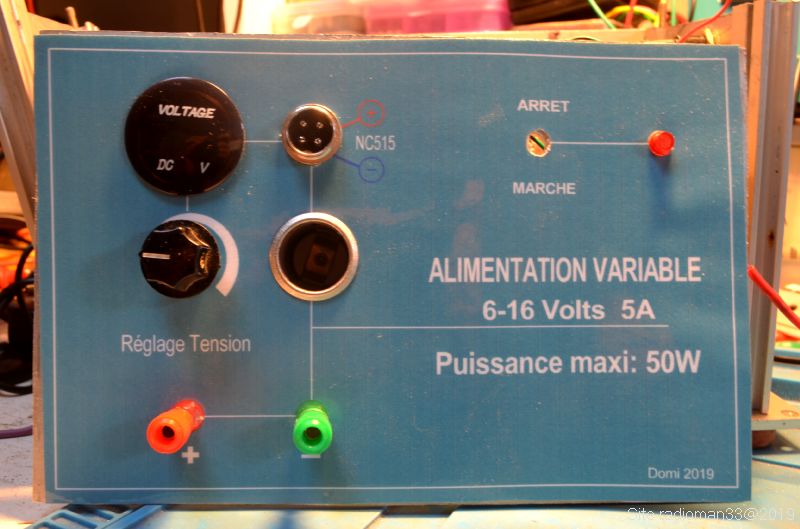 VOLTAGE
DC V
+
NC515
−
ARRET
MARCHE
ALIMENTATION VARIABLE
6-16 Volts 5A
Réglage Tension
Puissance maxi: 50W
+
−
Domi 2019
Site radioman33@2019